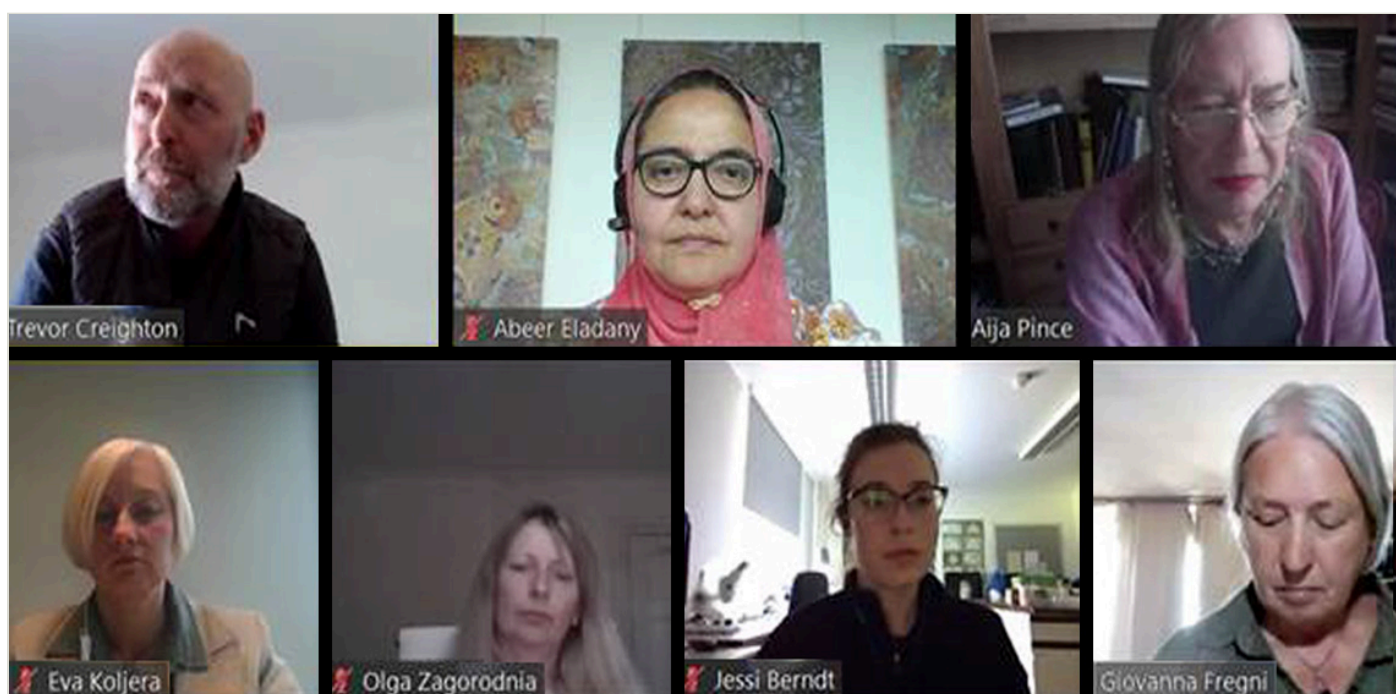 Trevor Creighton
Abeer Eladany
Aija Pince
Eva Koljera
Olga Zagorodnia
Jessi Berndt
Giovanna Fregni